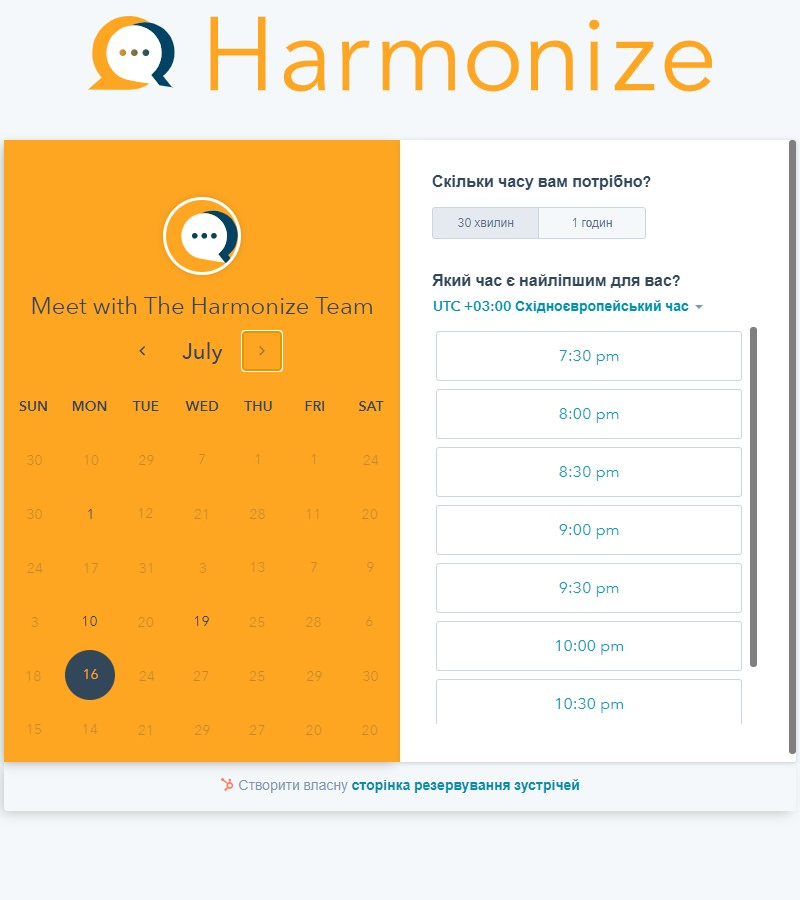 Harmonize
Meet with The Harmonize Team
July
SUN MON TUE WED THU FRI SAT
30 10 29 7 1 1 24
30 1 12 21 28 11 20
24 17 31 3 13 7 9
3 10 20 19 25 28 6
18 16 24 27 25 29 30
15 14 21 29 27 20 20
Скільки часу вам потрібно?
30 хвилин 1 годин
Який час є найліпшим для вас?
UTC +03:00 Східноєвропейський час
7:30 pm
8:00 pm
8:30 pm
9:00 pm
9:30 pm
10:00 pm
10:30 pm
Створити власну сторінка резервування зустрічей